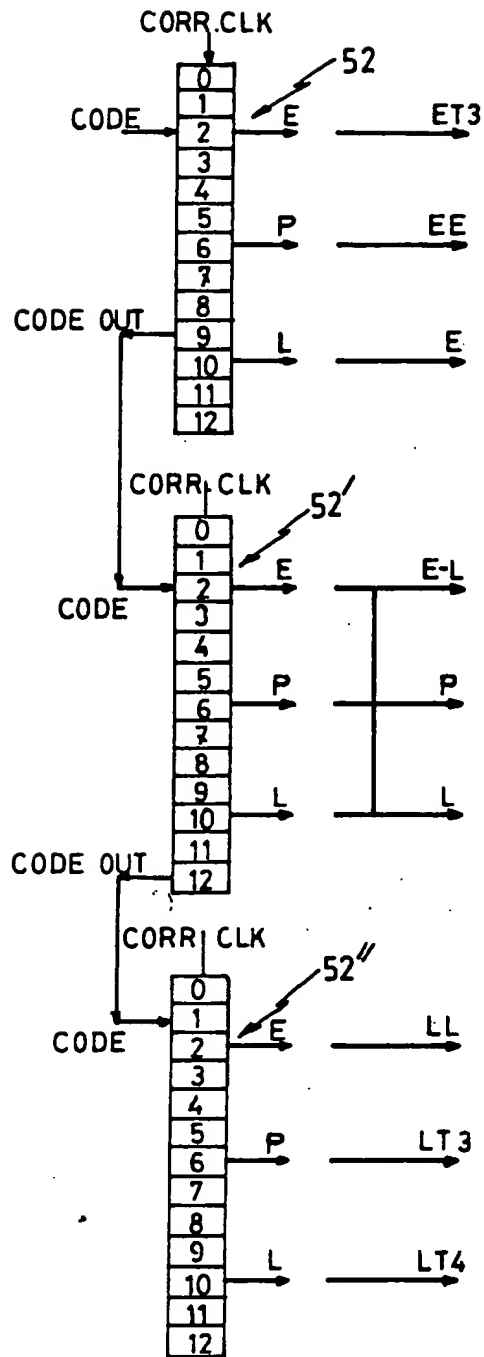 CORR.CLK
0
52
1
CODE 2 E ET3
3
4
5
6 P EE
7
8
CODE OUT 9
10 L E
11
12
CORR.CLK
0
52′
1
CODE 2 E E-L
3
4
5
6 P P
7
8
9
10 L L
11
CODE OUT 12
CORR CLK
0
52″
CODE 1
2 E LL
3
4
5
6 P LT3
7
8
9
10 L LT4
11
12